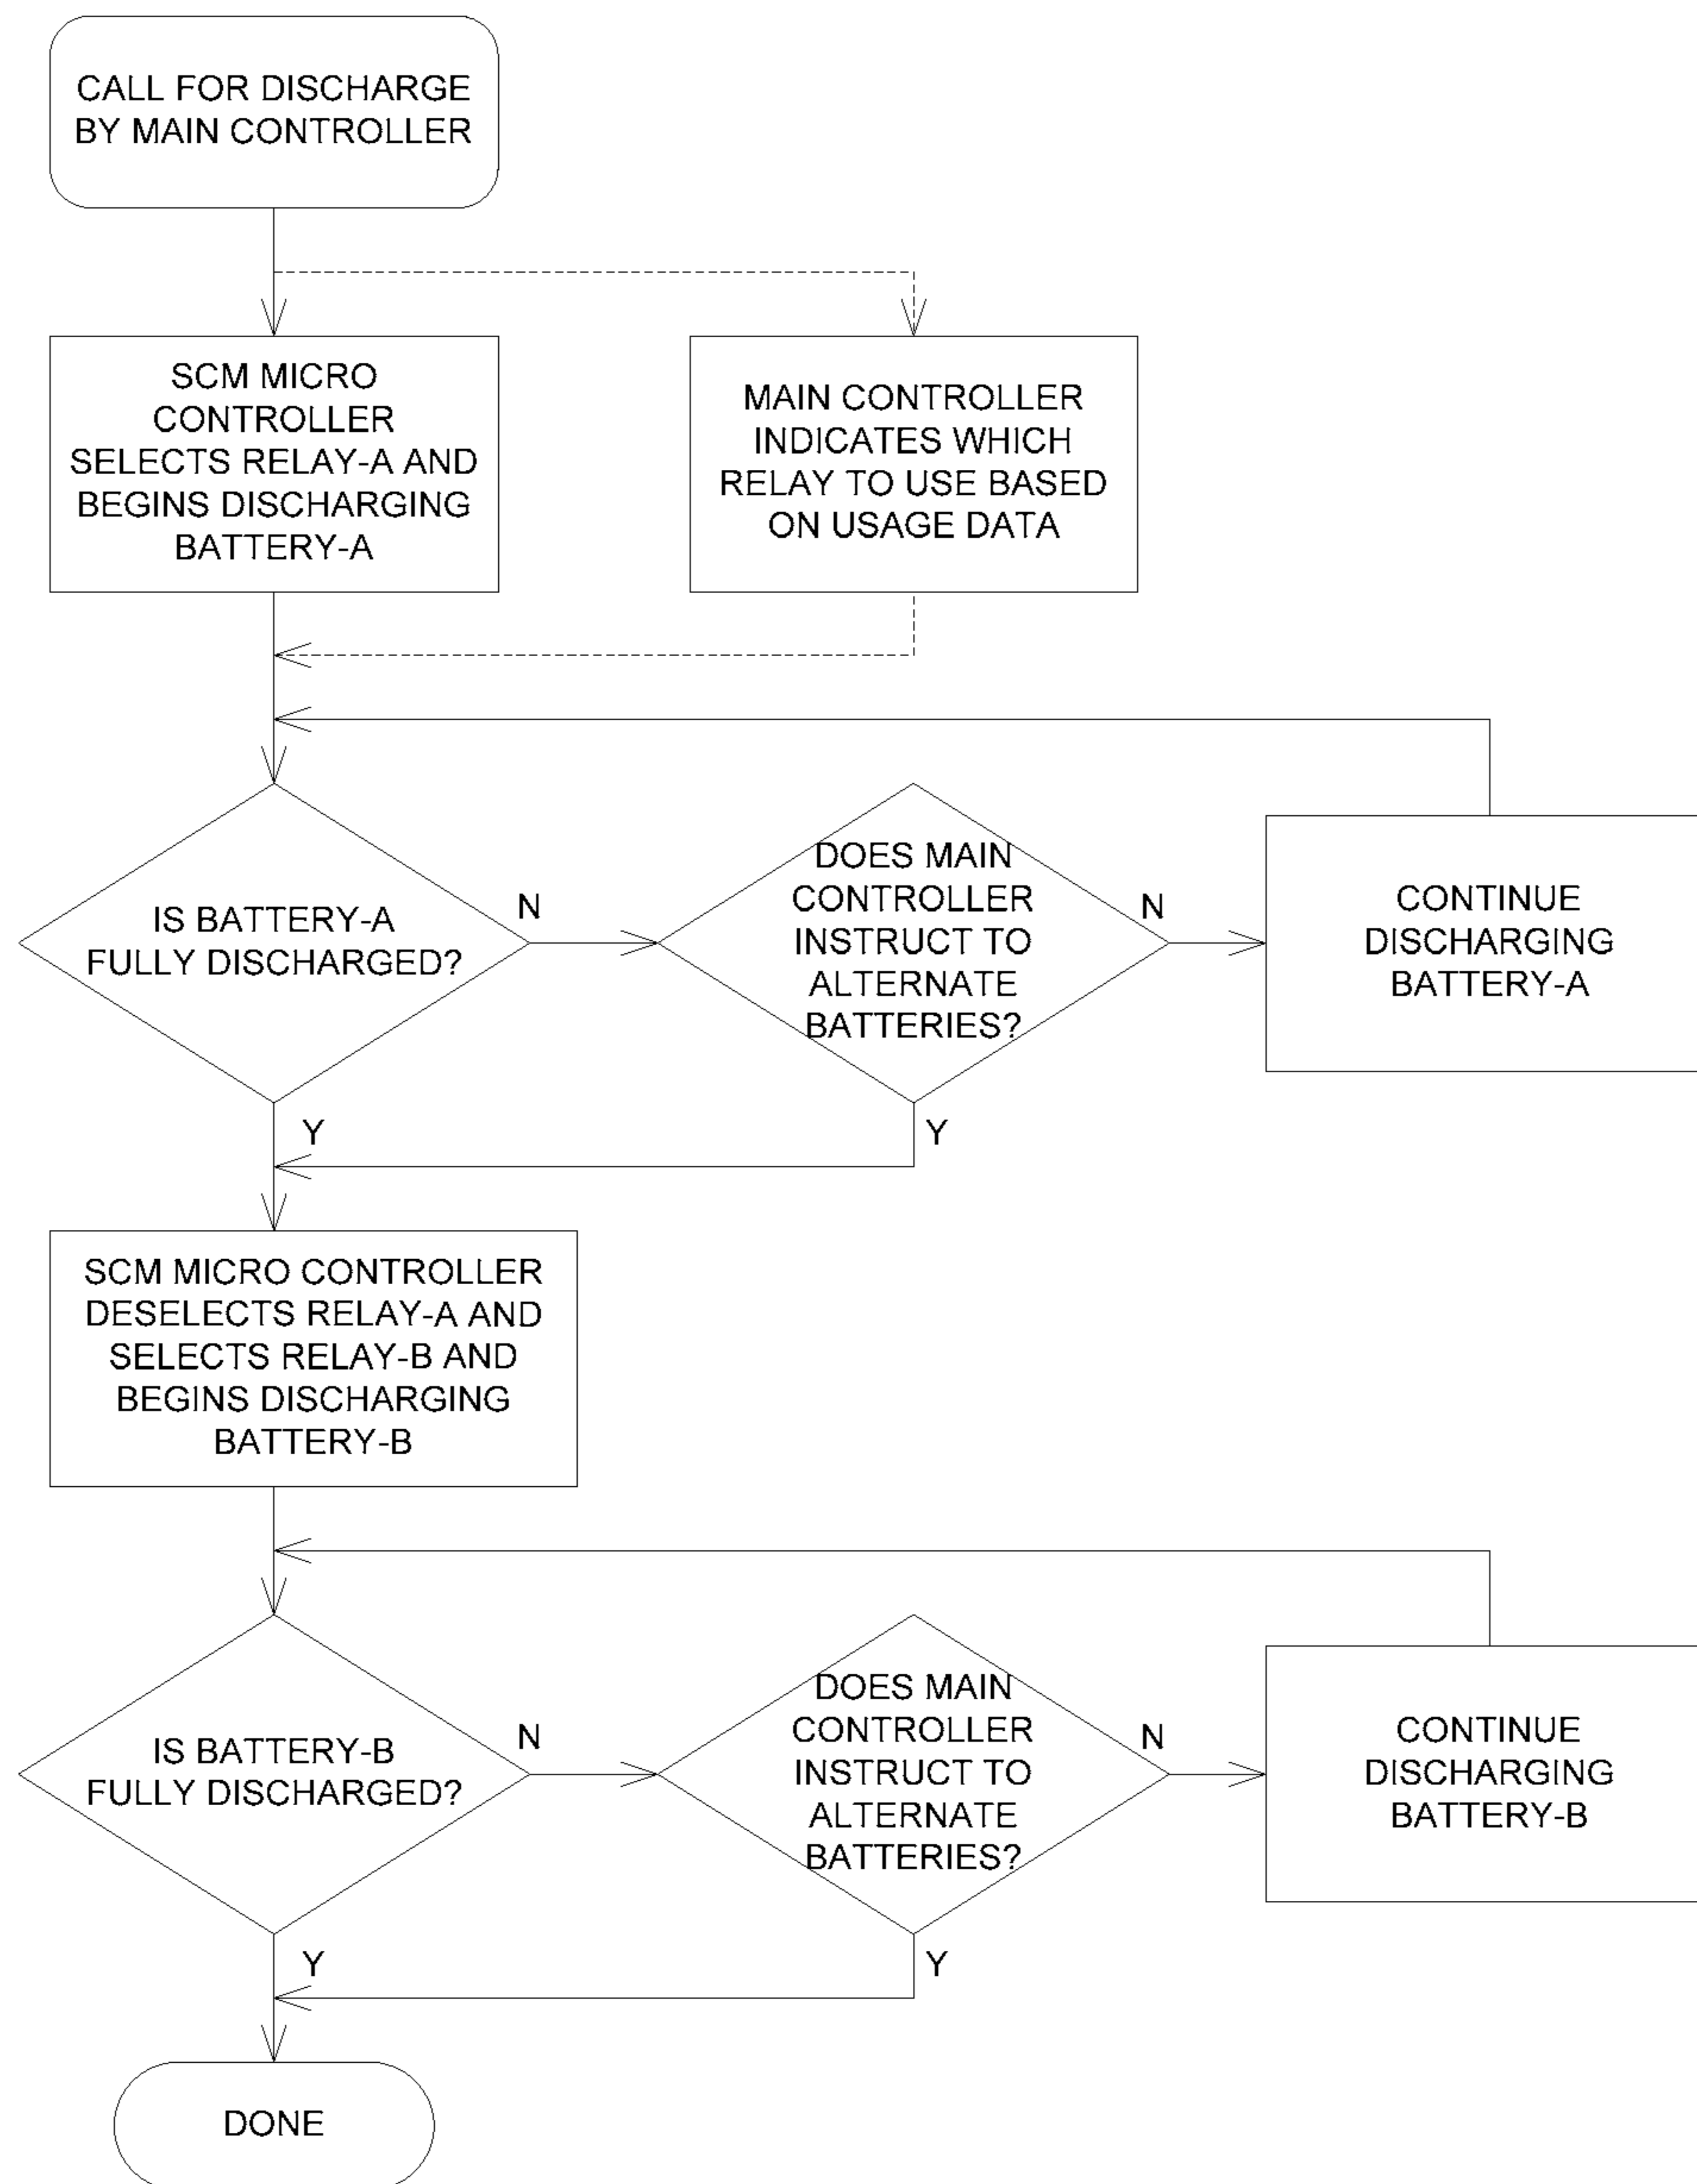 CALL FOR DISCHARGE
BY MAIN CONTROLLER
SCM MICRO
CONTROLLER
SELECTS RELAY-A AND
BEGINS DISCHARGING
BATTERY-A
MAIN CONTROLLER
INDICATES WHICH
RELAY TO USE BASED
ON USAGE DATA
IS BATTERY-A
FULLY DISCHARGED?
N
DOES MAIN
CONTROLLER
INSTRUCT TO
ALTERNATE
BATTERIES?
N
CONTINUE
DISCHARGING
BATTERY-A
Y
Y
SCM MICRO CONTROLLER
DESELECTS RELAY-A AND
SELECTS RELAY-B AND
BEGINS DISCHARGING
BATTERY-B
IS BATTERY-B
FULLY DISCHARGED?
N
DOES MAIN
CONTROLLER
INSTRUCT TO
ALTERNATE
BATTERIES?
N
CONTINUE
DISCHARGING
BATTERY-B
Y
Y
DONE